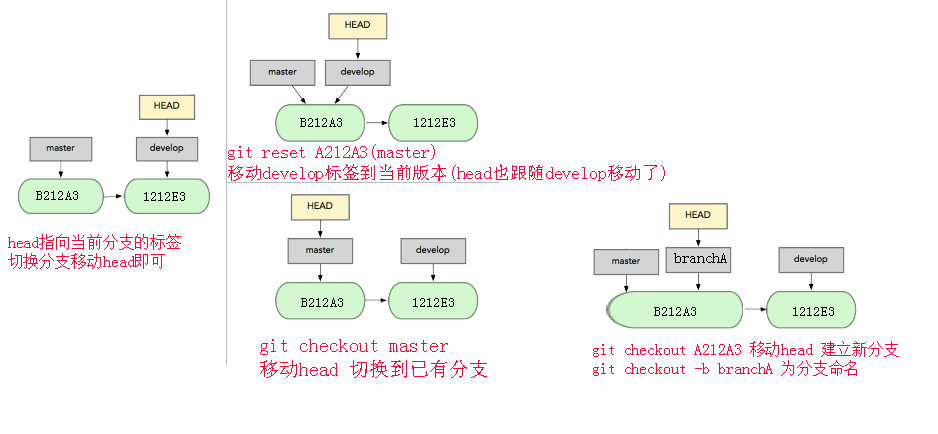 HEAD
master
develop
B212A3
1212E3
head指向当前分支的标签
切换分支移动head即可
HEAD
master
develop
B212A3
1212E3
git reset A212A3(master)
移动develop标签到当前版本(head也跟随develop移动了)
HEAD
master
develop
B212A3
1212E3
git checkout master
移动head 切换到已有分支
HEAD
master
branchA
develop
B212A3
1212E3
git checkout A212A3 移动head 建立新分支
git checkout -b branchA 为分支命名